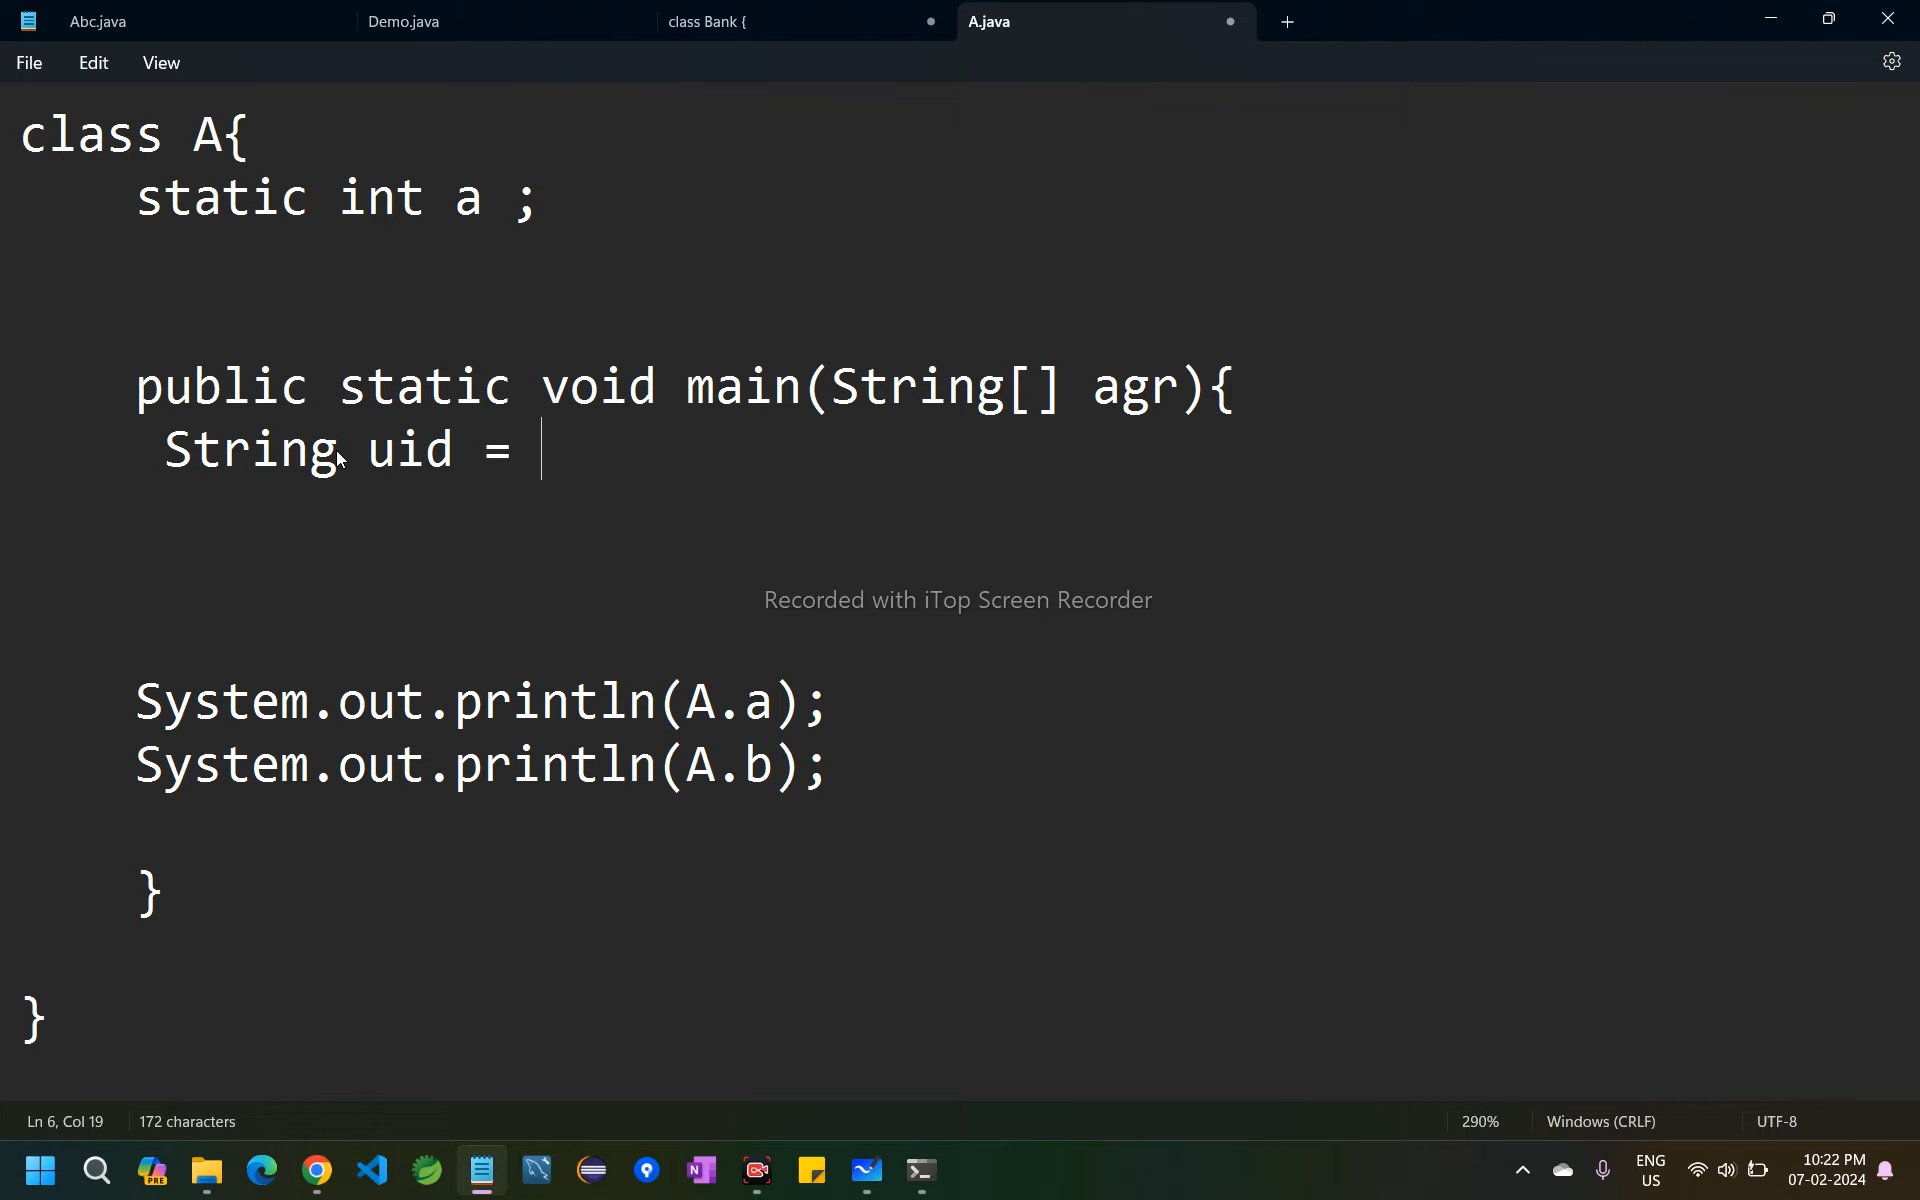 Abc.java
Demo.java
class Bank {
A.java
File Edit View
class A{
static int a ;
public static void main(String[] agr){
String uid =
Recorded with iTop Screen Recorder
System.out.println(A.a);
System.out.println(A.b);
}
}
Ln 6, Col 19 172 characters 290% Windows (CRLF) UTF-8
PRE
N
ENG
US
10:22 PM
07-02-2024